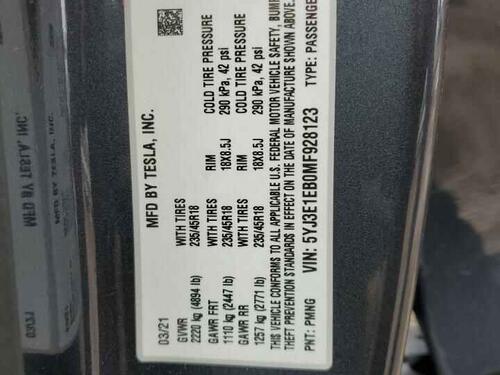 MFD BY TESLA, INC.
03/21
GVWR
2220 kg (4894 lb)
GAWR FRT WITH TIRES RIM COLD TIRE PRESSURE
1110 kg (2447 lb) 235/45R18 18X8.5J 290 kPa, 42 psi
GAWR RR WITH TIRES RIM COLD TIRE PRESSURE
1257 kg (2771 lb) 235/45R18 18X8.5J 290 kPa, 42 psi
THIS VEHICLE CONFORMS TO ALL APPLICABLE U.S. FEDERAL MOTOR VEHICLE SAFETY,
THEFT PREVENTION STANDARDS IN EFFECT ON THE DATE OF MANUFACTURE SHOWN ABOVE.
VIN: 5YJ3E1EB0MF928123
PNT: PMNG TYPE: PASSENGE